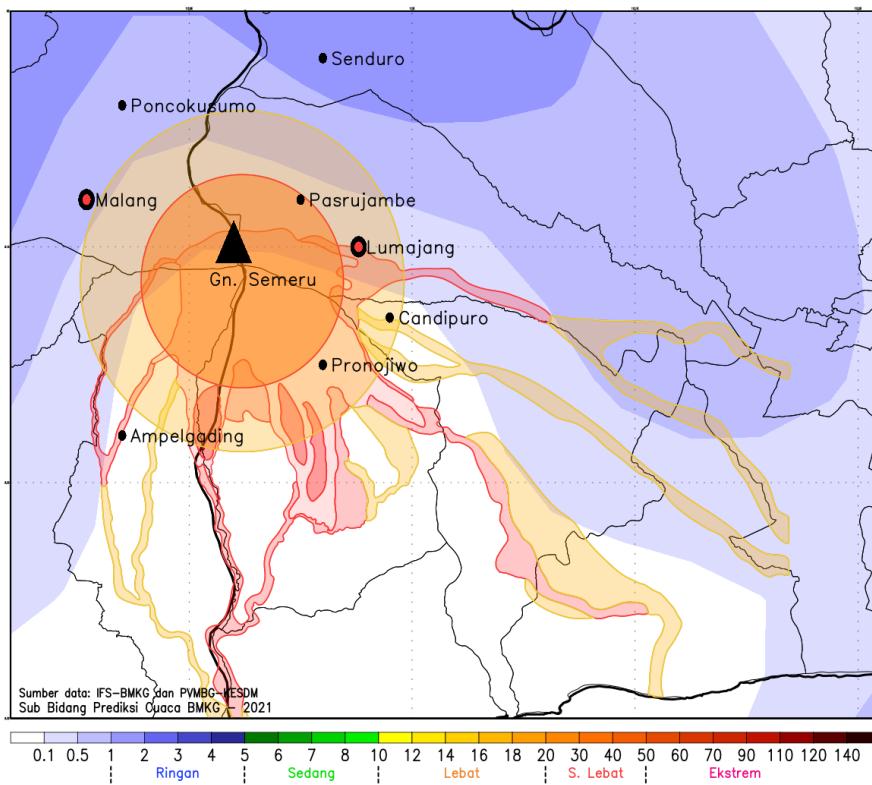 Senduro
Poncokusumo
Malang
Pasrujambe
Lumajang
Gn. Semeru
Candipuro
Pronojiwo
Ampelgading
Sumber data: IFS-BMKG dan PVMBG-KESDM
Sub Bidang Prediksi Cuaca BMKG - 2021
0.1 0.5 1 2 3 4 5 6 7 8 10 12 14 16 18 20 30 40 50 60 70 90 110 120 140
Ringan Sedang Lebat S. Lebat Ekstrem